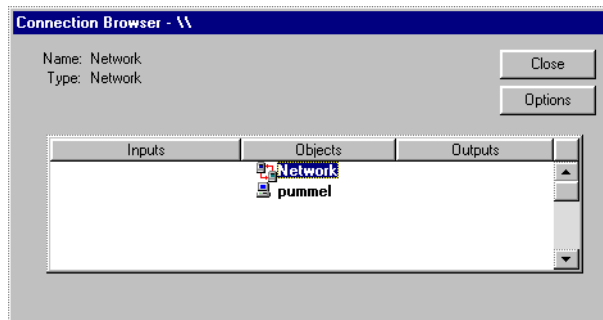 Connection Browser - \\
Name: Network
Type: Network
Close
Options
Inputs Objects Outputs
Network
pummel